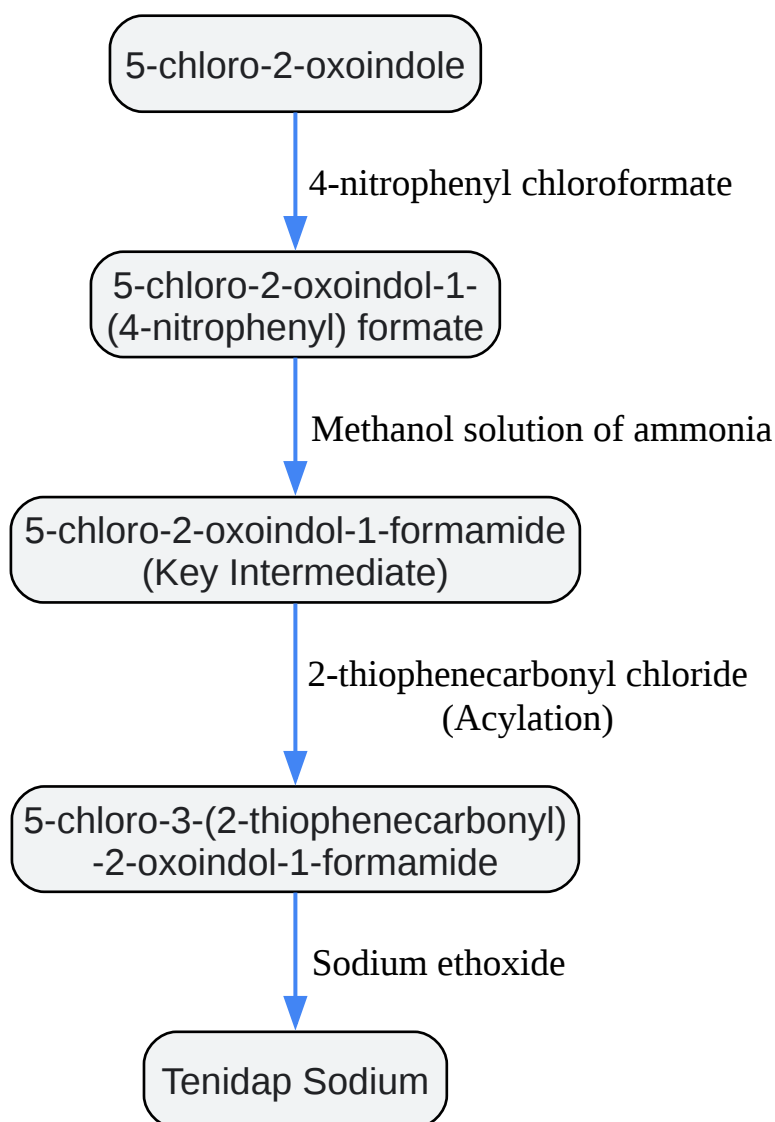 5-chloro-2-oxoindole
4-nitrophenyl chloroformate
5-chloro-2-oxoindol-1-
(4-nitrophenyl) formate
Methanol solution of ammonia
5-chloro-2-oxoindol-1-formamide
(Key Intermediate)
2-thiophenecarbonyl chloride
(Acylation)
5-chloro-3-(2-thiophenecarbonyl)
-2-oxoindol-1-formamide
Sodium ethoxide
Tenidap Sodium